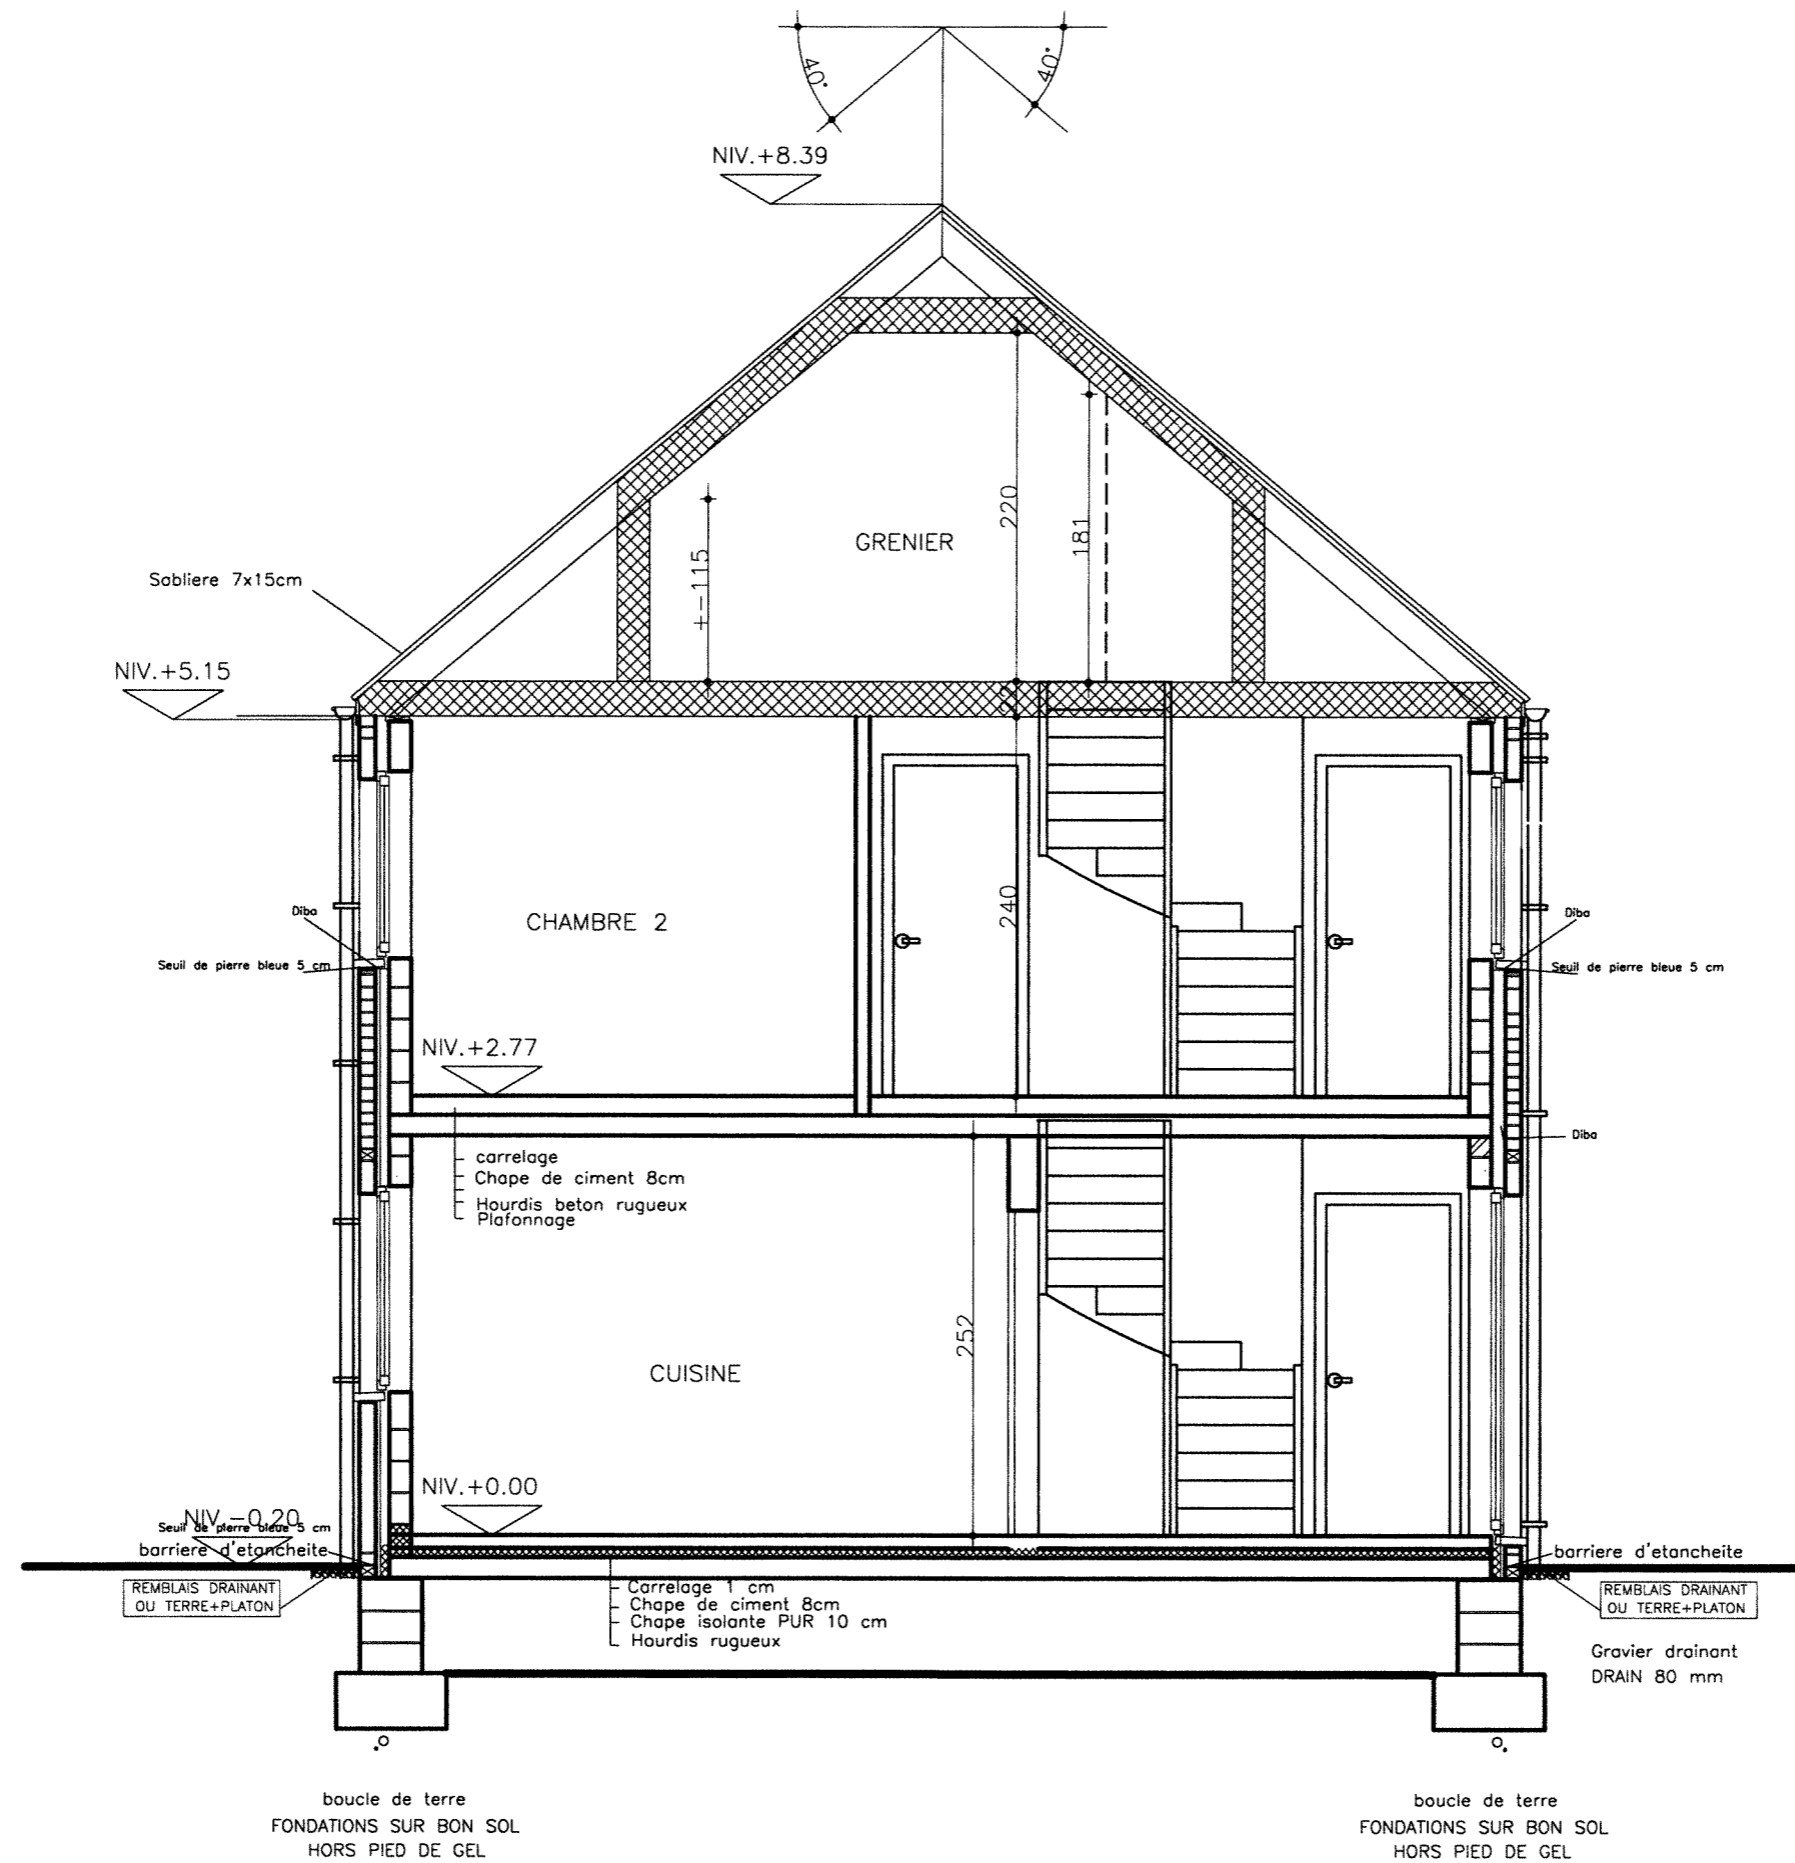 40°
40°
NIV.+8.39
220
181
GRENIER
+-115
Sabliere 7x15cm
NIV.+5.15
22
240
CHAMBRE 2
Diba
Diba
Seuil de pierre bleue 5 cm
Seuil de pierre bleue 5 cm
NIV.+2.77
Diba
carrelage
Chape de ciment 8cm
Hourdis beton rugueux
Plafonnage
252
CUISINE
NIV.+0.00
NIV.-0.20
Seuil de pierre bleue 5 cm
barriere d'etancheite
barriere d'etancheite
REMBLAIS DRAINANT
OU TERRE+PLATON
Carrelage 1 cm
Chape de ciment 8cm
Chape isolante PUR 10 cm
Hourdis rugueux
REMBLAIS DRAINANT
OU TERRE+PLATON
Gravier drainant
DRAIN 80 mm
boucle de terre
FONDATIONS SUR BON SOL
HORS PIED DE GEL
boucle de terre
FONDATIONS SUR BON SOL
HORS PIED DE GEL